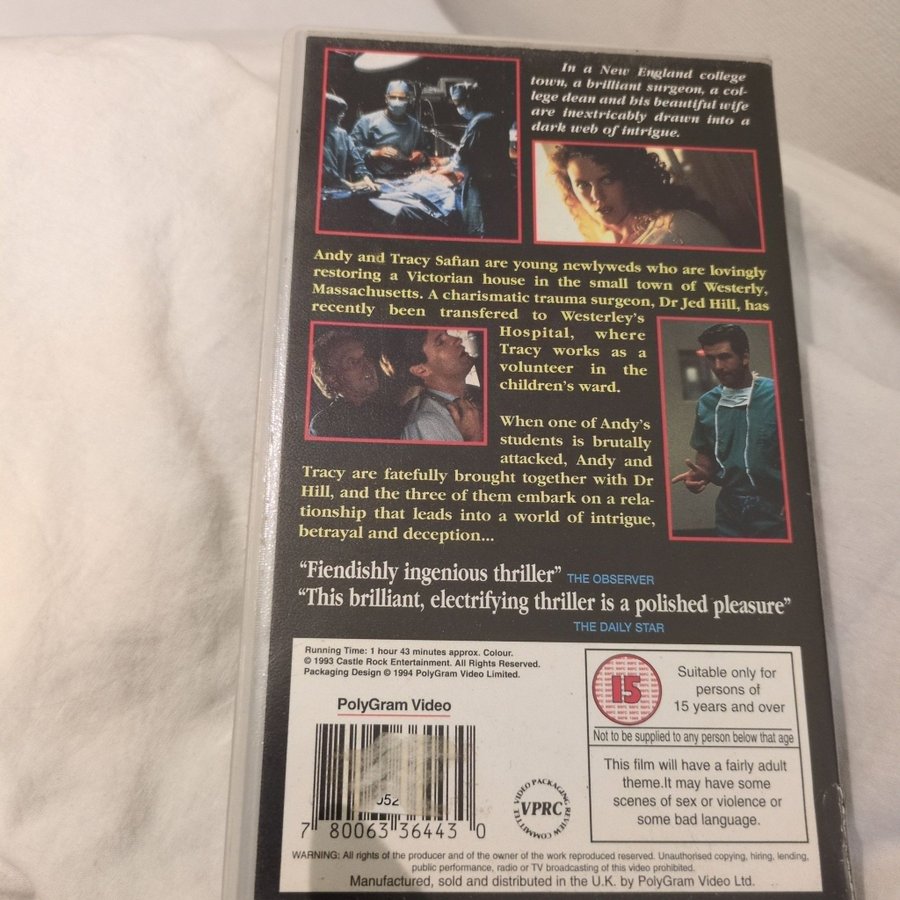 In a New England college
town, a brilliant surgeon, a col-
lege dean and his beautiful wife
are inextricably drawn into a
dark web of intrigue.
Andy and Tracy Safian are young newlyweds who are lovingly
restoring a Victorian house in the small town of Westerly,
Massachusetts. A charismatic trauma surgeon, Dr Jed Hill, has
recently been transfered to Westerley's
Hospital, where
Tracy works as a
volunteer in the
children's ward.
When one of Andy's
students is brutally
attacked, Andy and
Tracy are fatefully brought together with Dr
Hill, and the three of them embark on a rela-
tionship that leads into a world of intrigue,
betrayal and deception...
"Fiendishly ingenious thriller" THE OBSERVER
"This brilliant, electrifying thriller is a polished pleasure"
THE DAILY STAR
Running Time: 1 hour 43 minutes approx. Colour.
© 1993 Castle Rock Entertainment. All Rights Reserved.
Packaging Design © 1994 PolyGram Video Limited.
PolyGram Video
052
7 80063 36443 0
VIDEO PACKAGING REVIEW COMMITTEE
VPRC
15
Suitable only for
persons of
15 years and over
Not to be supplied to any person below that age
This film will have a fairly adult
theme.It may have some
scenes of sex or violence or
some bad language.
WARNING: All rights of the producer and of the owner of the work reproduced reserved. Unauthorised copying, hiring, lending,
public performance, radio or TV broadcasting of this video prohibited.
Manufactured, sold and distributed in the U.K. by PolyGram Video Ltd.